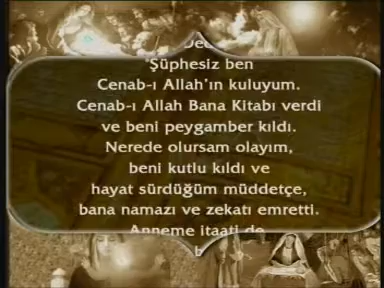 Ded
"Şüphesiz ben
Cenab-ı Allah'ın kuluyum.
Cenab-ı Allah Bana Kitabı verdi
ve beni peygamber kıldı.
Nerede olursam olayım,
beni kutlu kıldı ve
hayat sürdüğüm müddetçe,
bana namazı ve zekatı emretti.
Anneme itaati de
b